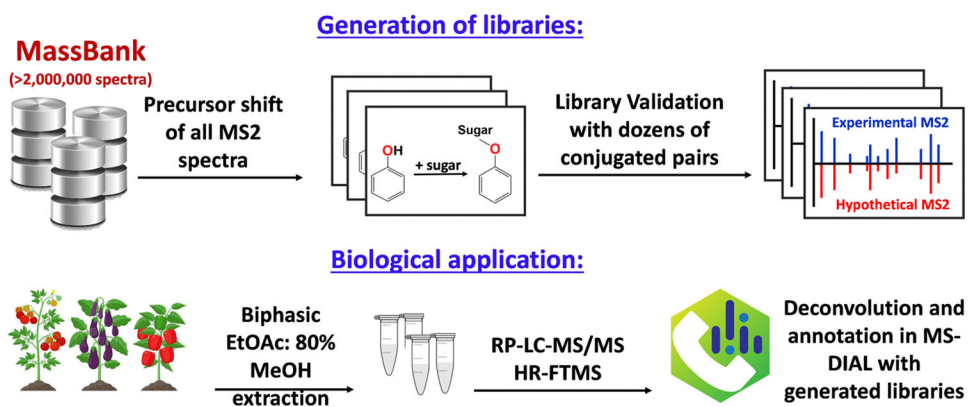 Generation of libraries:
MassBank
(>2,000,000 spectra)
Precursor shift
of all MS2
spectra
OH
+ sugar
Sugar
O
Library Validation
with dozens of
conjugated pairs
Experimental MS2
Hypothetical MS2
Biological application:
Biphasic
EtOAc: 80%
MeOH
extraction
RP-LC-MS/MS
HR-FTMS
Deconvolution and
annotation in MS-
DIAL with
generated libraries